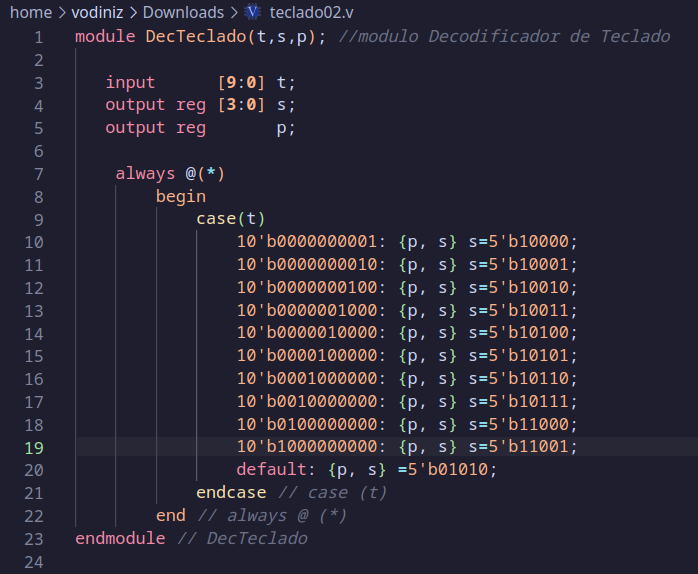 home > vodiniz > Downloads > V teclado02.v
1 module DecTeclado(t,s,p); //modulo Decodificador de Teclado
2
3 input [9:0] t;
4 output reg [3:0] s;
5 output reg p;
6
7 always @(*)
8 begin
9 case(t)
10 10'b0000000001: {p, s} s=5'b10000;
11 10'b0000000010: {p, s} s=5'b10001;
12 10'b0000000100: {p, s} s=5'b10010;
13 10'b0000001000: {p, s} s=5'b10011;
14 10'b0000010000: {p, s} s=5'b10100;
15 10'b0000100000: {p, s} s=5'b10101;
16 10'b0001000000: {p, s} s=5'b10110;
17 10'b0010000000: {p, s} s=5'b10111;
18 10'b0100000000: {p, s} s=5'b11000;
19 10'b1000000000: {p, s} s=5'b11001;
20 default: {p, s} =5'b01010;
21 endcase // case (t)
22 end // always @ (*)
23 endmodule // DecTeclado
24